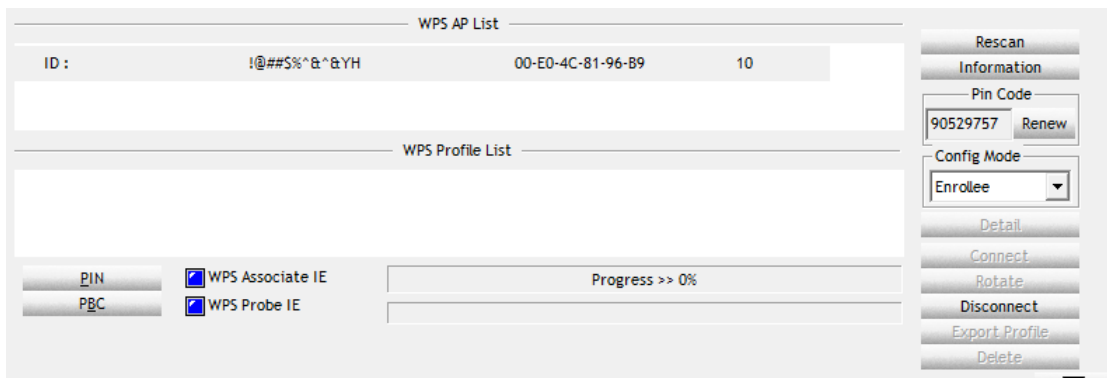 WPS AP List
ID :    !@##$%^&^&YH    00-E0-4C-81-96-B9    10
WPS Profile List
PIN
PBC
WPS Associate IE
WPS Probe IE
Progress >> 0%
Rescan
Information
Pin Code
90529757 Renew
Config Mode
Enrollee
Detail
Connect
Rotate
Disconnect
Export Profile
Delete